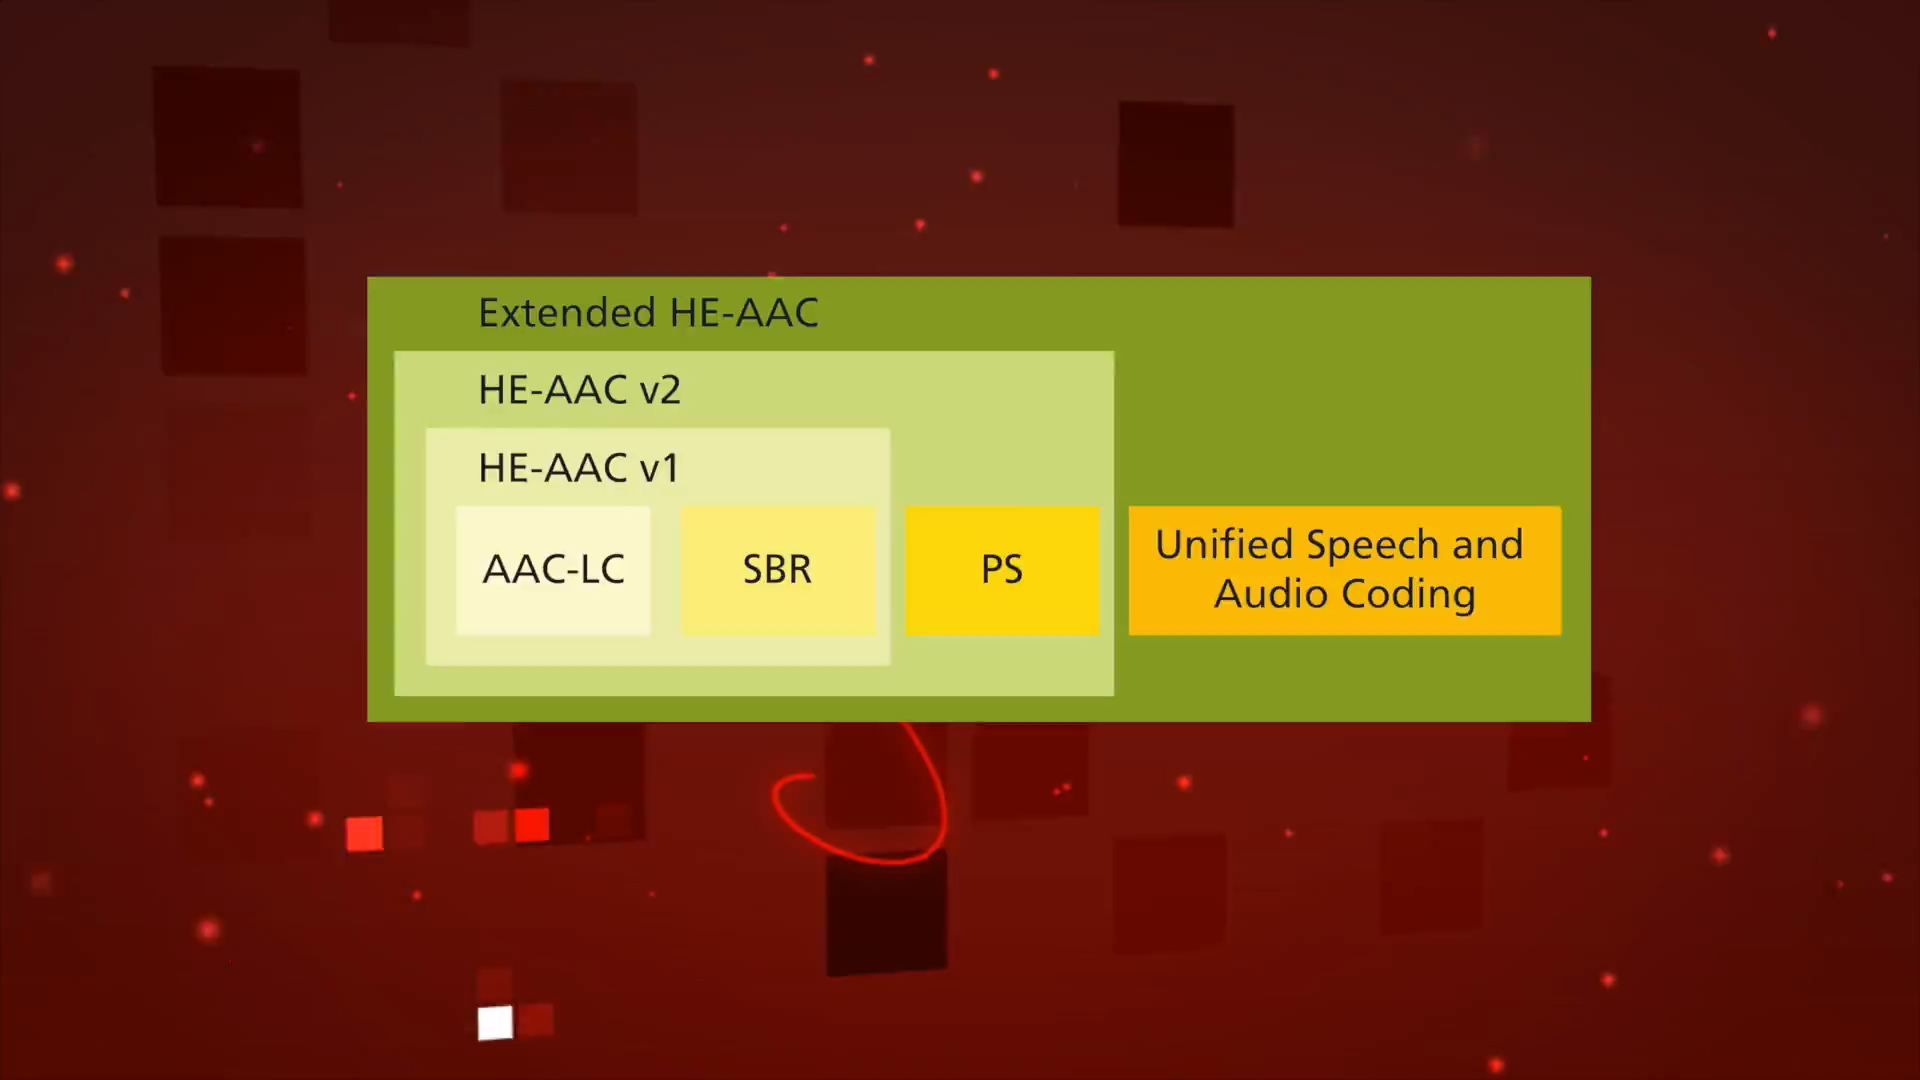 Extended HE-AAC
HE-AAC v2
HE-AAC v1
AAC-LC
SBR
PS
Unified Speech and
Audio Coding